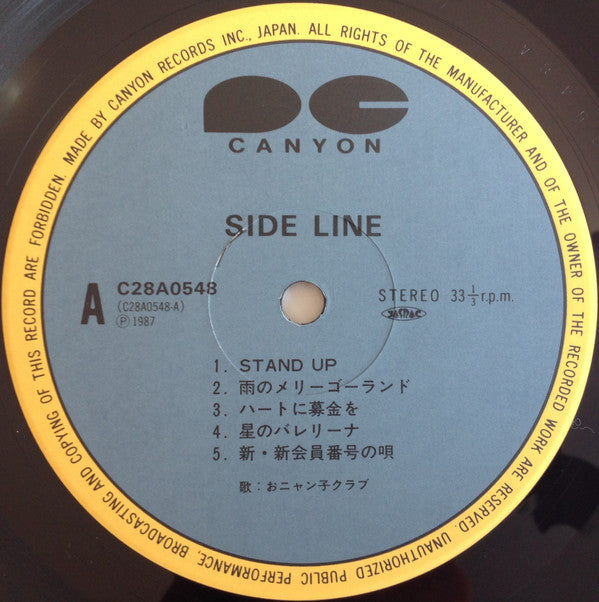 MADE BY CANYON RECORDS INC., JAPAN. ALL RIGHTS OF THE MANUFACTURER AND OF THE OWNER OF THE RECORDED WORK ARE RESERVED. UNAUTHORIZED PUBLIC PERFORMANCE, BROADCASTING AND COPYING OF THIS RECORD ARE FORBIDDEN.
CANYON
SIDE LINE
A
C28A0548
(C28A0548-A)
Ⓟ 1987
STEREO 33 1/3 r.p.m.
JASRAC
1. STAND UP
2. 雨のメリーゴーランド
3. ハートに募金を
4. 星のバレリーナ
5. 新・新会員番号の唄
歌：おニャン子クラブ